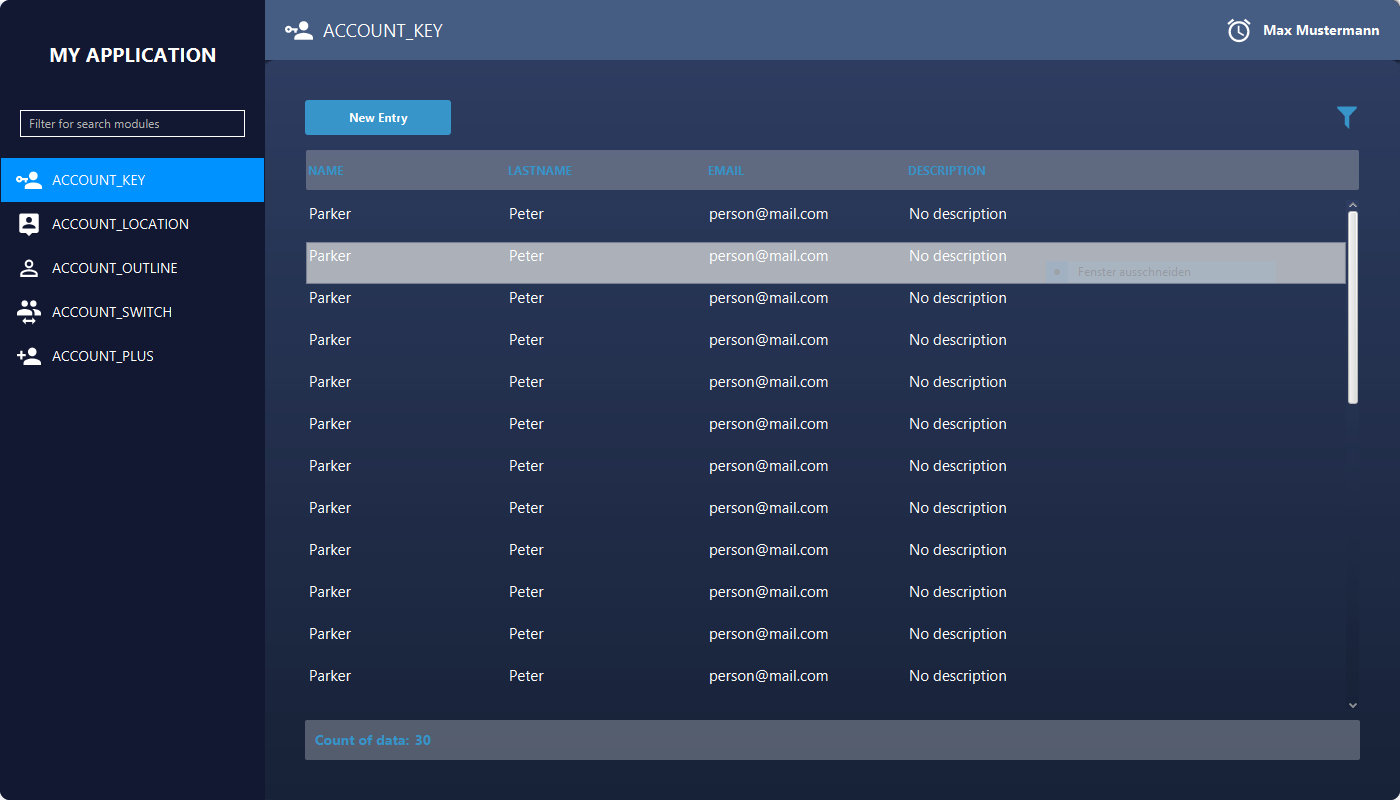 MY APPLICATION
Filter for search modules
ACCOUNT_KEY
ACCOUNT_LOCATION
ACCOUNT_OUTLINE
ACCOUNT_SWITCH
ACCOUNT_PLUS
ACCOUNT_KEY
Max Mustermann
New Entry
NAME LASTNAME EMAIL DESCRIPTION
Parker Peter person@mail.com No description
Parker Peter person@mail.com No description
Fenster ausschneiden
Parker Peter person@mail.com No description
Parker Peter person@mail.com No description
Parker Peter person@mail.com No description
Parker Peter person@mail.com No description
Parker Peter person@mail.com No description
Parker Peter person@mail.com No description
Parker Peter person@mail.com No description
Parker Peter person@mail.com No description
Parker Peter person@mail.com No description
Parker Peter person@mail.com No description
Count of data: 30